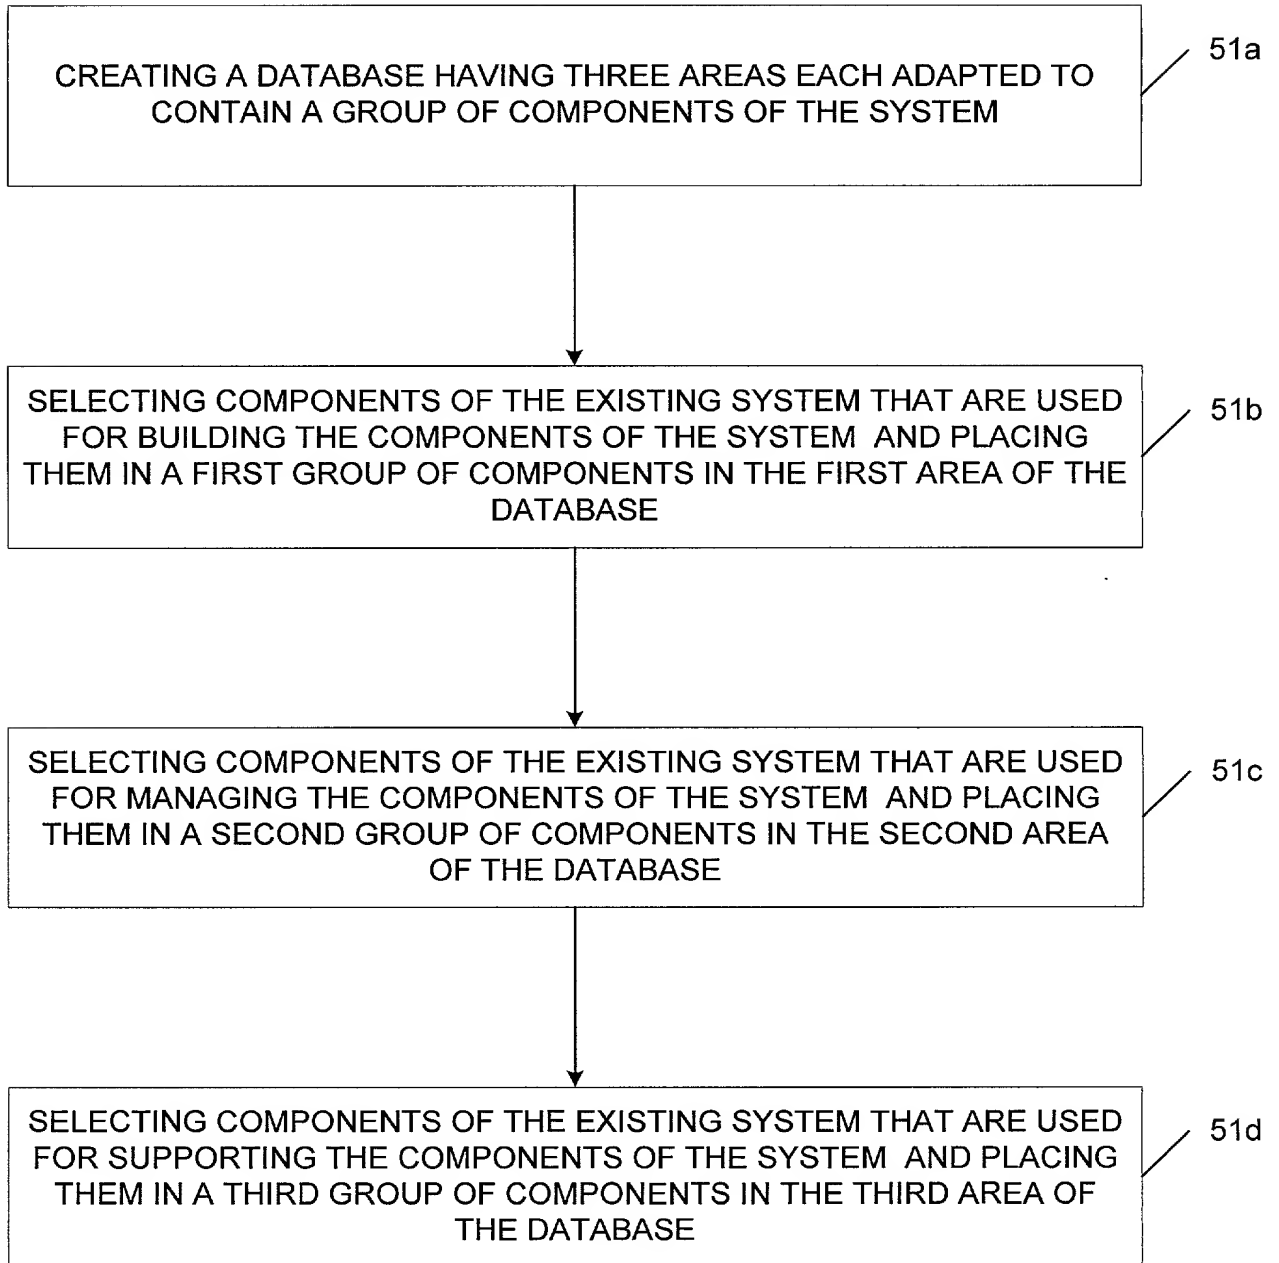 CREATING A DATABASE HAVING THREE AREAS EACH ADAPTED TO
CONTAIN A GROUP OF COMPONENTS OF THE SYSTEM
51a
SELECTING COMPONENTS OF THE EXISTING SYSTEM THAT ARE USED
FOR BUILDING THE COMPONENTS OF THE SYSTEM AND PLACING
THEM IN A FIRST GROUP OF COMPONENTS IN THE FIRST AREA OF THE
DATABASE
51b
SELECTING COMPONENTS OF THE EXISTING SYSTEM THAT ARE USED
FOR MANAGING THE COMPONENTS OF THE SYSTEM AND PLACING
THEM IN A SECOND GROUP OF COMPONENTS IN THE SECOND AREA
OF THE DATABASE
51c
SELECTING COMPONENTS OF THE EXISTING SYSTEM THAT ARE USED
FOR SUPPORTING THE COMPONENTS OF THE SYSTEM AND PLACING
THEM IN A THIRD GROUP OF COMPONENTS IN THE THIRD AREA OF
THE DATABASE
51d